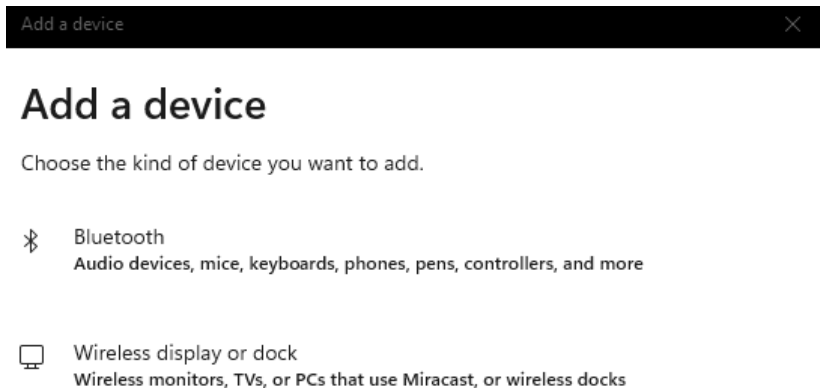 Add a device
Add a device
Choose the kind of device you want to add.
Bluetooth
Audio devices, mice, keyboards, phones, pens, controllers, and more
Wireless display or dock
Wireless monitors, TVs, or PCs that use Miracast, or wireless docks